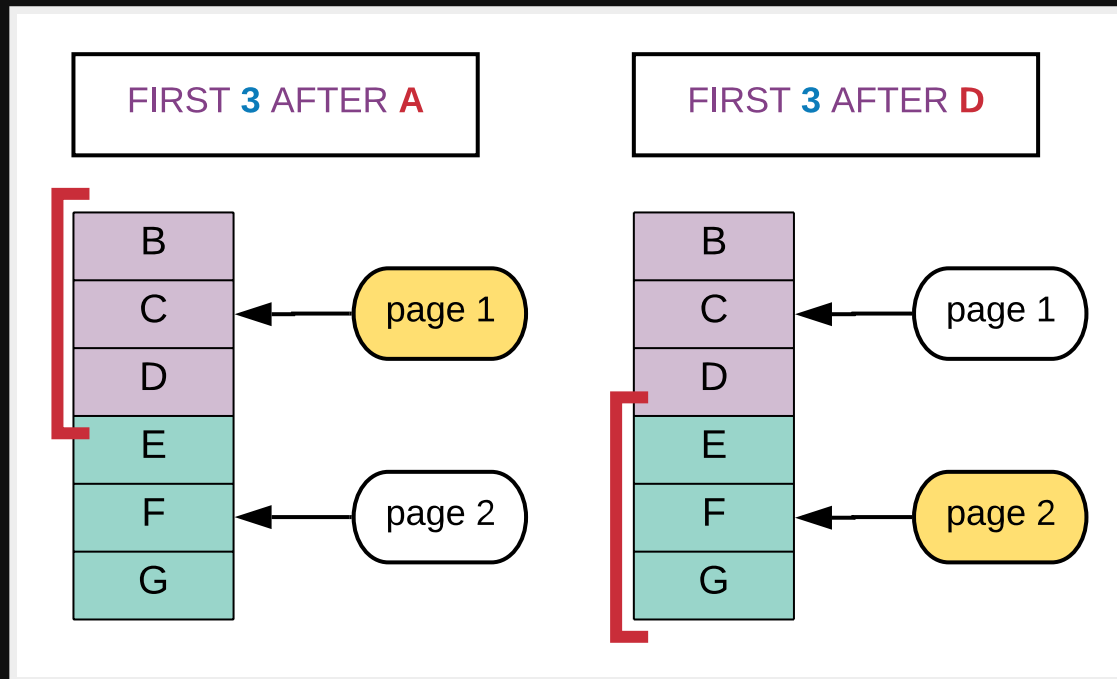 FIRST 3 AFTER A
B
C
D
E
F
G
page 1
page 2
FIRST 3 AFTER D
B
C
D
E
F
G
page 1
page 2